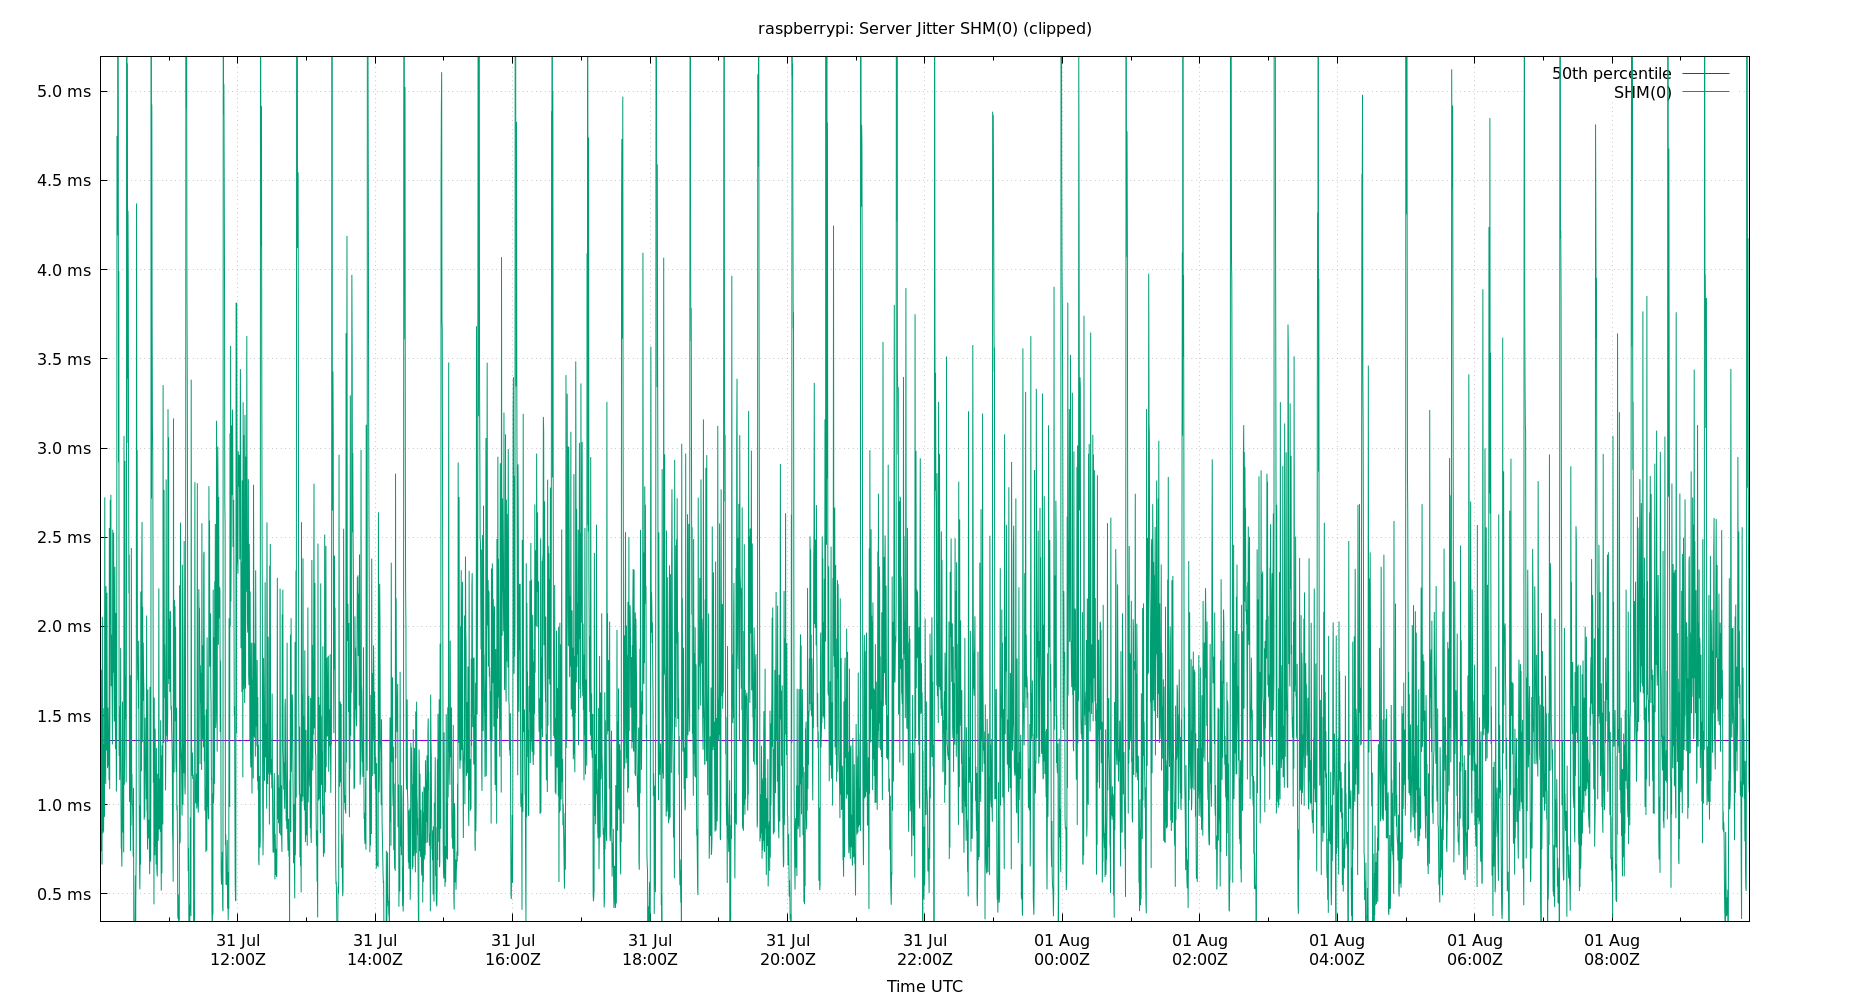 raspberrypi: Server Jitter SHM(0) (clipped)
50th percentile
SHM(0)
5.0 ms
4.5 ms
4.0 ms
3.5 ms
3.0 ms
2.5 ms
2.0 ms
1.5 ms
1.0 ms
0.5 ms
31 Jul 31 Jul 31 Jul 31 Jul 31 Jul 31 Jul 01 Aug 01 Aug 01 Aug 01 Aug 01 Aug
12:00Z 14:00Z 16:00Z 18:00Z 20:00Z 22:00Z 00:00Z 02:00Z 04:00Z 06:00Z 08:00Z
Time UTC